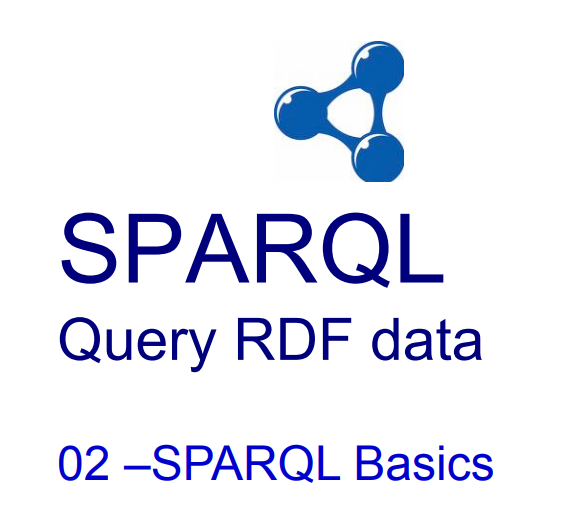 SPARQL
Query RDF data
02 –SPARQL Basics